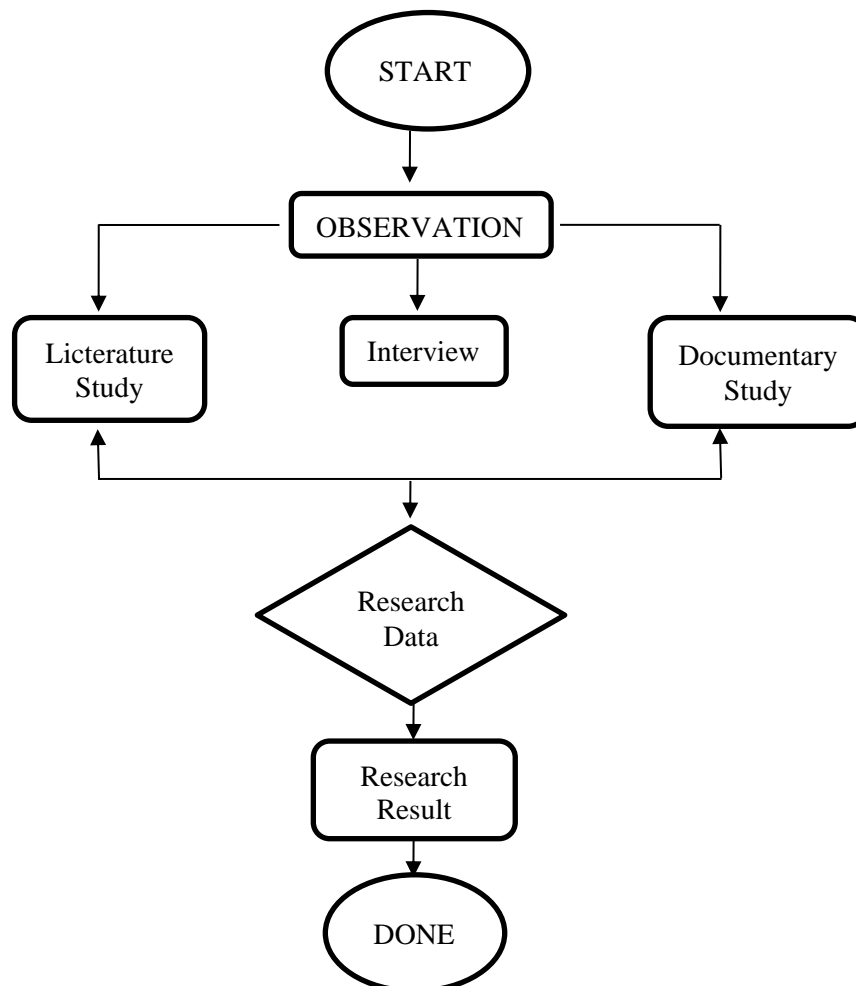 START
OBSERVATION
Licterature
Study
Interview
Documentary
Study
Research
Data
Research
Result
DONE